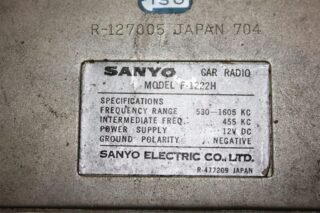 150
R-127005 JAPAN 704
SANYO CAR RADIO
MODEL F-1222H
SPECIFICATIONS
FREQUENCY RANGE 530-1605 KC
INTERMEDIATE FREQ. 455 KC
POWER SUPPLY 12V DC
GROUND POLARITY NEGATIVE
SANYO ELECTRIC CO., LTD.
R-477209 JAPAN